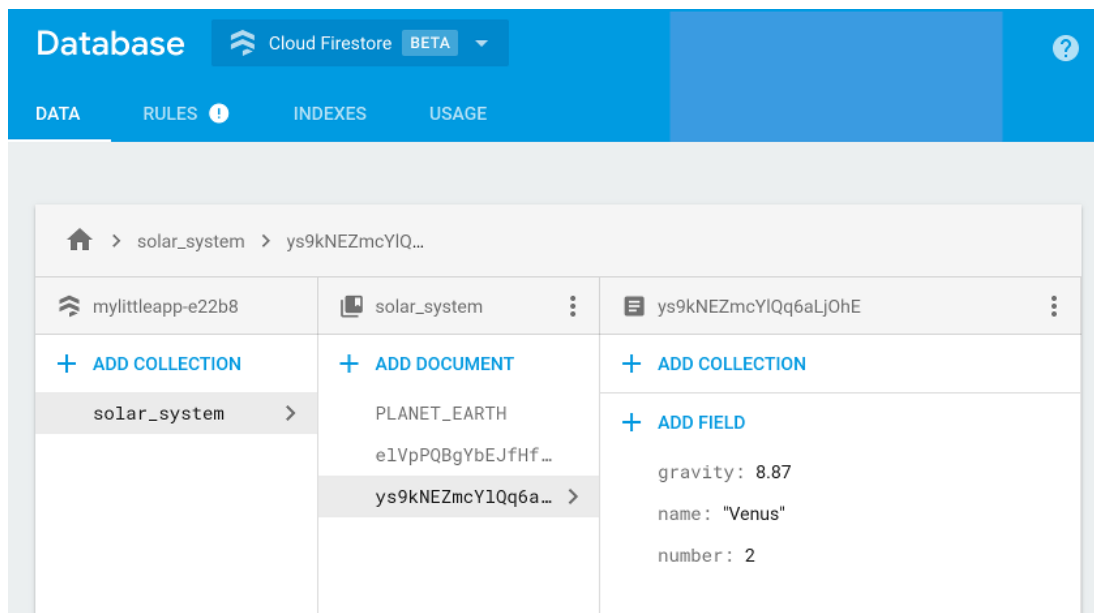 Database Cloud Firestore BETA
DATA RULES ! INDEXES USAGE ?
solar_system ys9kNEZmcYlQ…
mylittleapp-e22b8 solar_system ys9kNEZmcYlQq6aLjOhE
+ ADD COLLECTION + ADD DOCUMENT + ADD COLLECTION
solar_system
PLANET_EARTH
+ ADD FIELD
elVpPQBgYbEJfHf…
gravity: 8.87
ys9kNEZmcYlQq6a…
name: "Venus"
number: 2